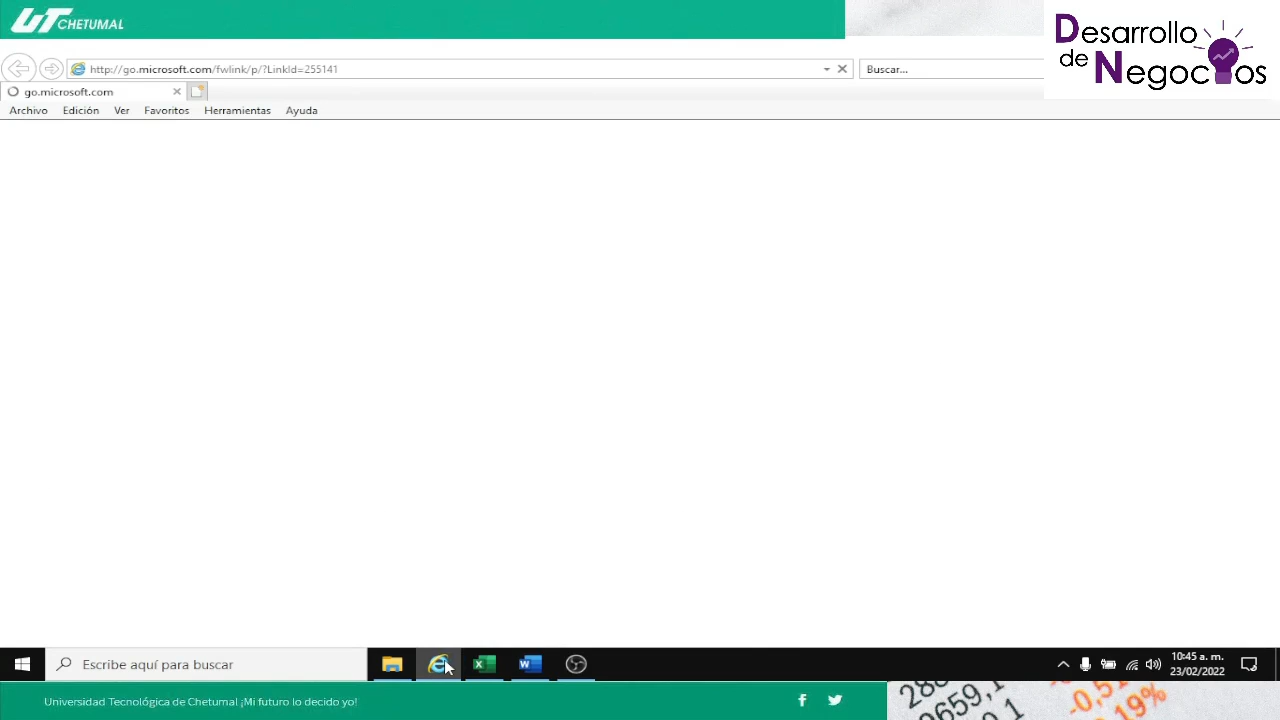 UT CHETUMAL
Desarrollo
de Negocios
http://go.microsoft.com/fwlink/p/?LinkId=255141
Buscar...
go.microsoft.com
Archivo Edición Ver Favoritos Herramientas Ayuda
Escribe aquí para buscar
10:45 a. m.
23/02/2022
Universidad Tecnológica de Chetumal ¡Mi futuro lo decido yo!